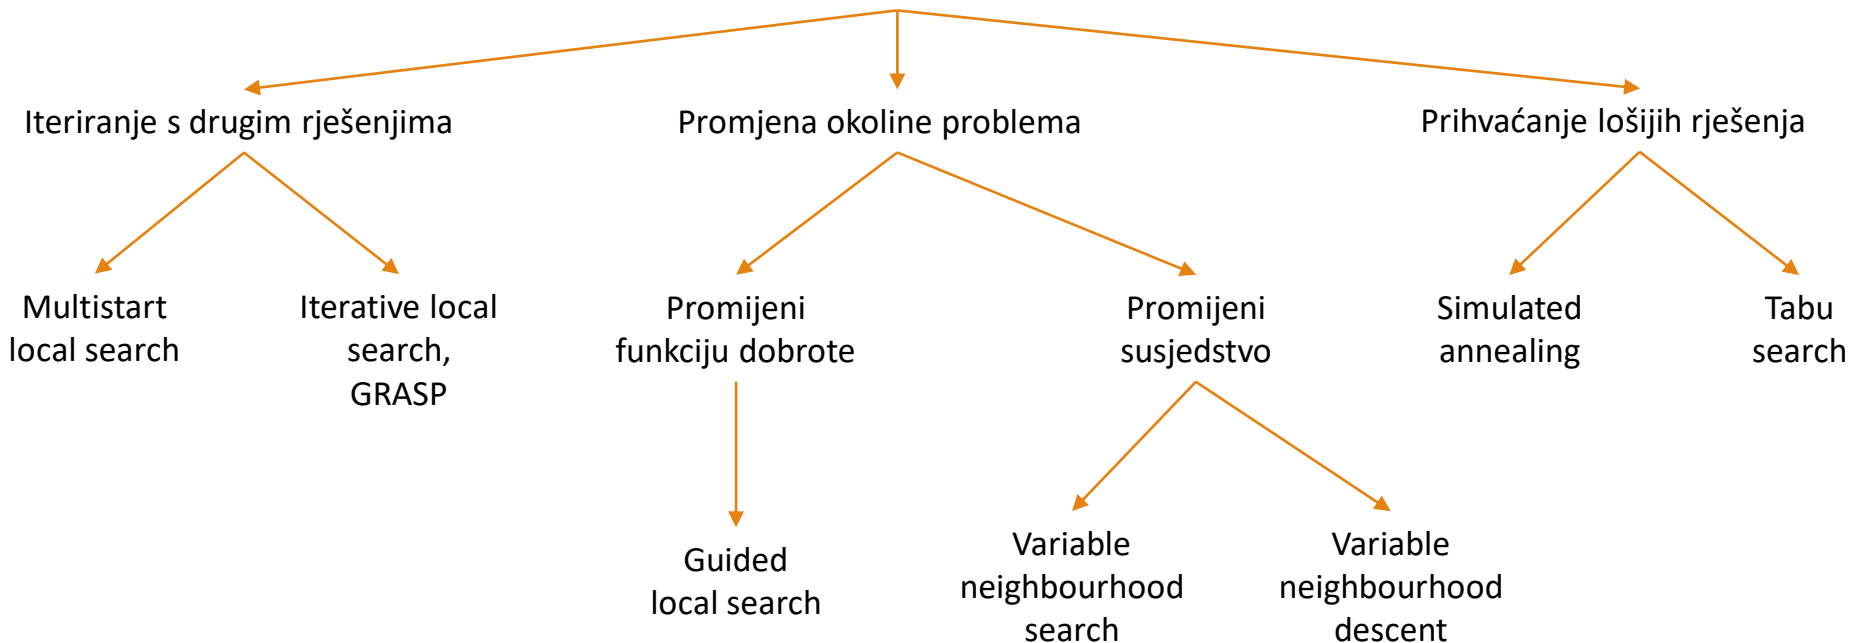 Iteriranje s drugim rješenjima
Promjena okoline problema
Prihvaćanje lošijih rješenja
Multistart
local search
Iterative local
search,
GRASP
Promijeni
funkciju dobrote
Promijeni
susjedstvo
Simulated
annealing
Tabu
search
Guided
local search
Variable
neighbourhood
search
Variable
neighbourhood
descent